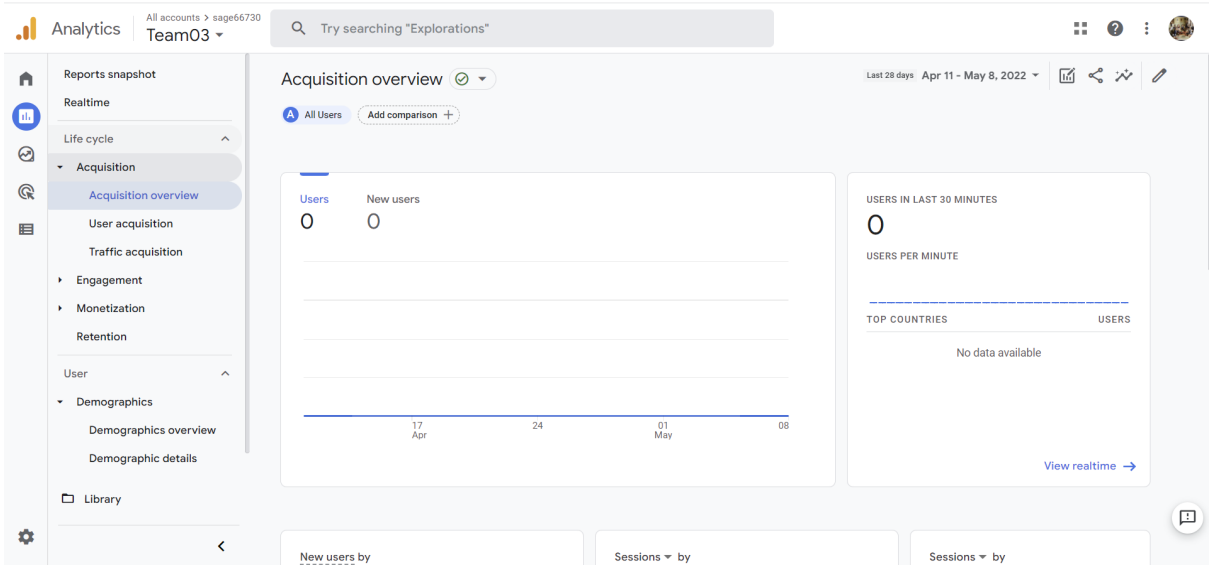 Analytics
All accounts > sage66730
Team03
Try searching "Explorations"
Reports snapshot
Realtime
Life cycle
Acquisition
Acquisition overview
User acquisition
Traffic acquisition
Engagement
Monetization
Retention
User
Demographics
Demographics overview
Demographic details
Library
Acquisition overview
Last 28 days Apr 11 - May 8, 2022
A All Users
Add comparison +
Users New users
0 0
17 24 01 08
Apr May
USERS IN LAST 30 MINUTES
0
USERS PER MINUTE
TOP COUNTRIES USERS
No data available
View realtime
New users by
Sessions by
Sessions by